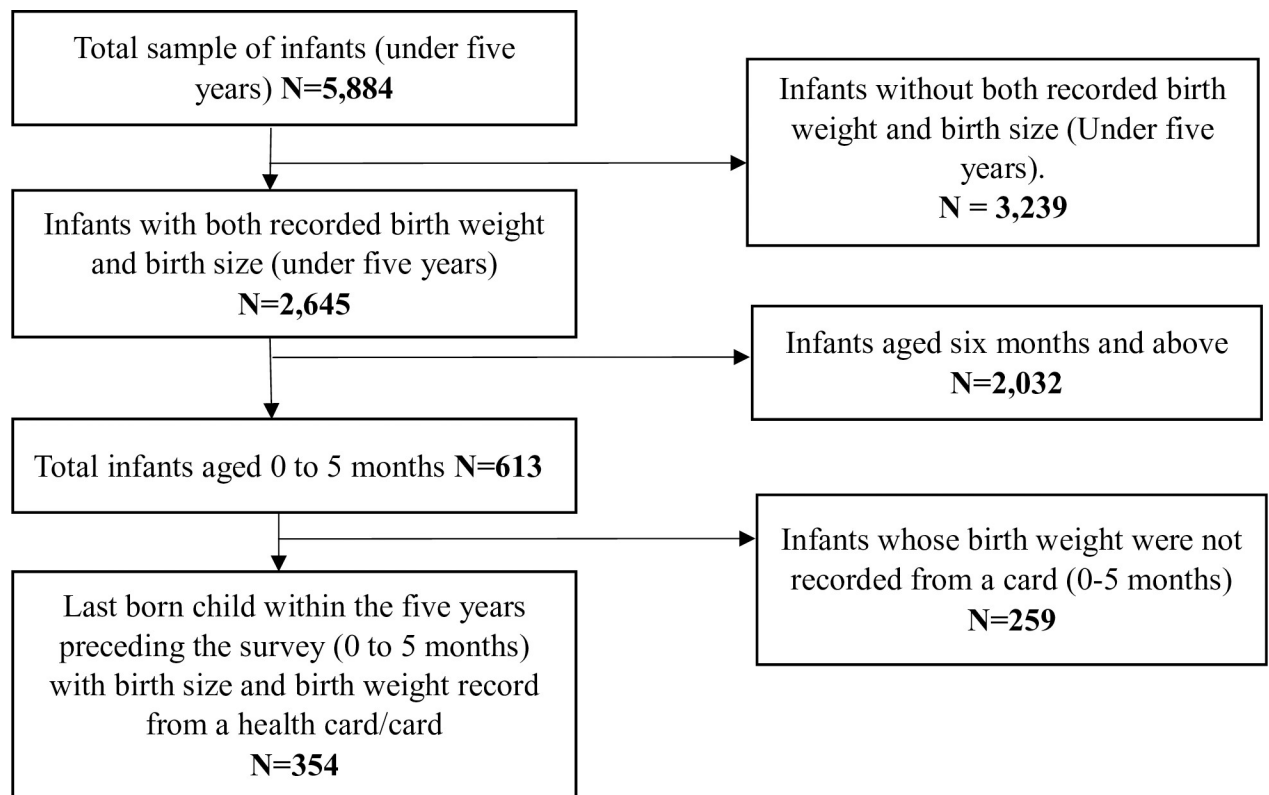 Total sample of infants (under five
years) N=5,884
Infants without both recorded birth
weight and birth size (Under five
years).
N = 3,239
Infants with both recorded birth weight
and birth size (under five years)
N=2,645
Infants aged six months and above
N=2,032
Total infants aged 0 to 5 months N=613
Infants whose birth weight were not
recorded from a card (0-5 months)
N=259
Last born child within the five years
preceding the survey (0 to 5 months)
with birth size and birth weight record
from a health card/card
N=354